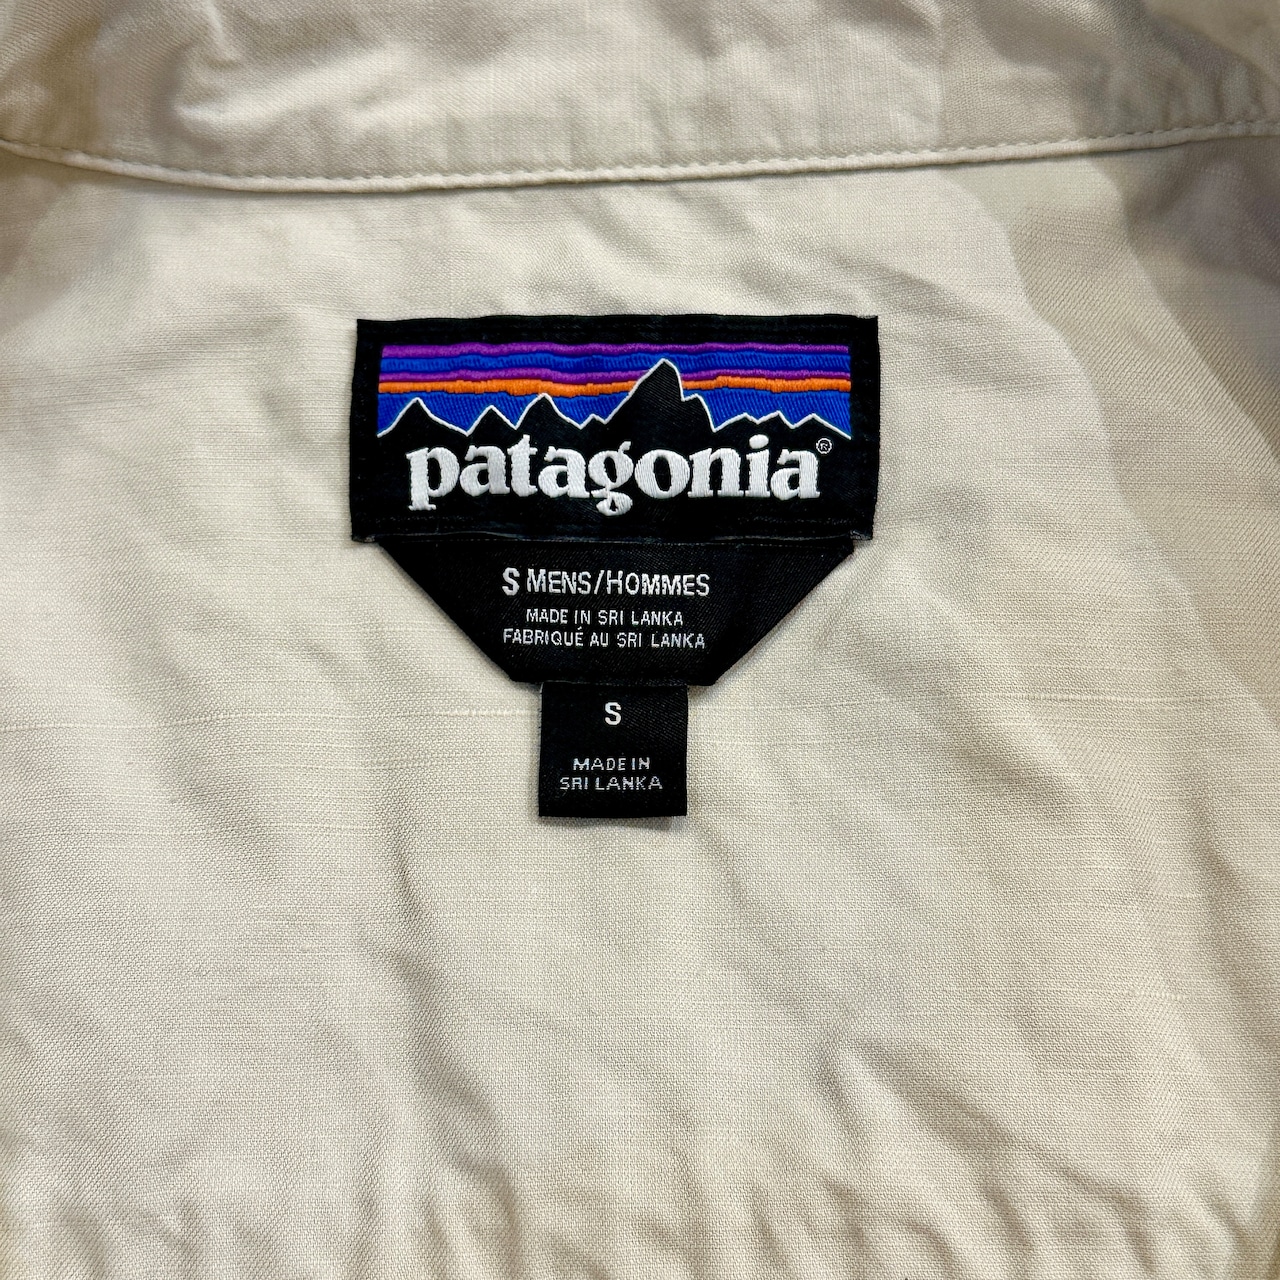 patagonia®
S MENS/HOMMES
MADE IN SRI LANKA
FABRIQUÉ AU SRI LANKA
S
MADE IN
SRI LANKA